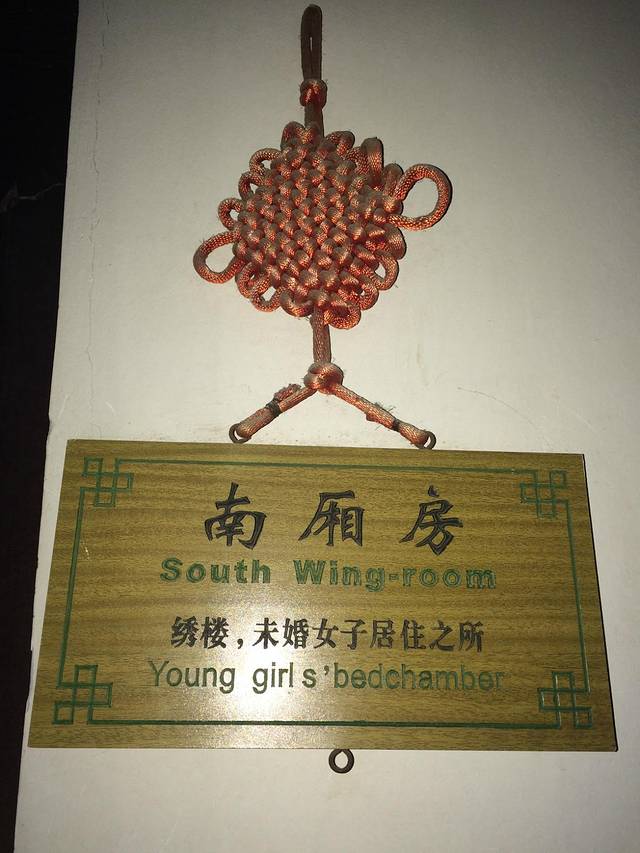 南厢房
South Wing-room
绣楼，未婚女子居住之所
Young girl s’bedchamber